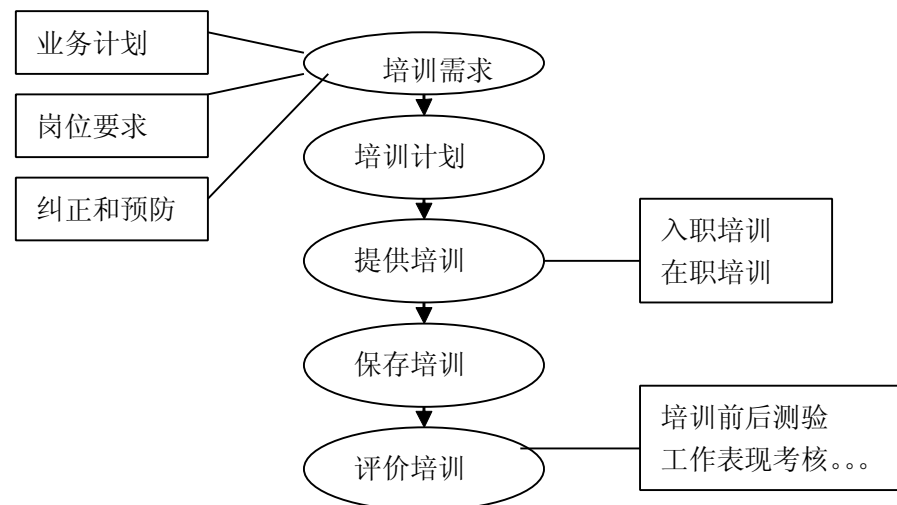 业务计划
培训需求
岗位要求
培训计划
纠正和预防
入职培训
提供培训
在职培训
保存培训
培训前后测验
评价培训
工作表现考核。。。